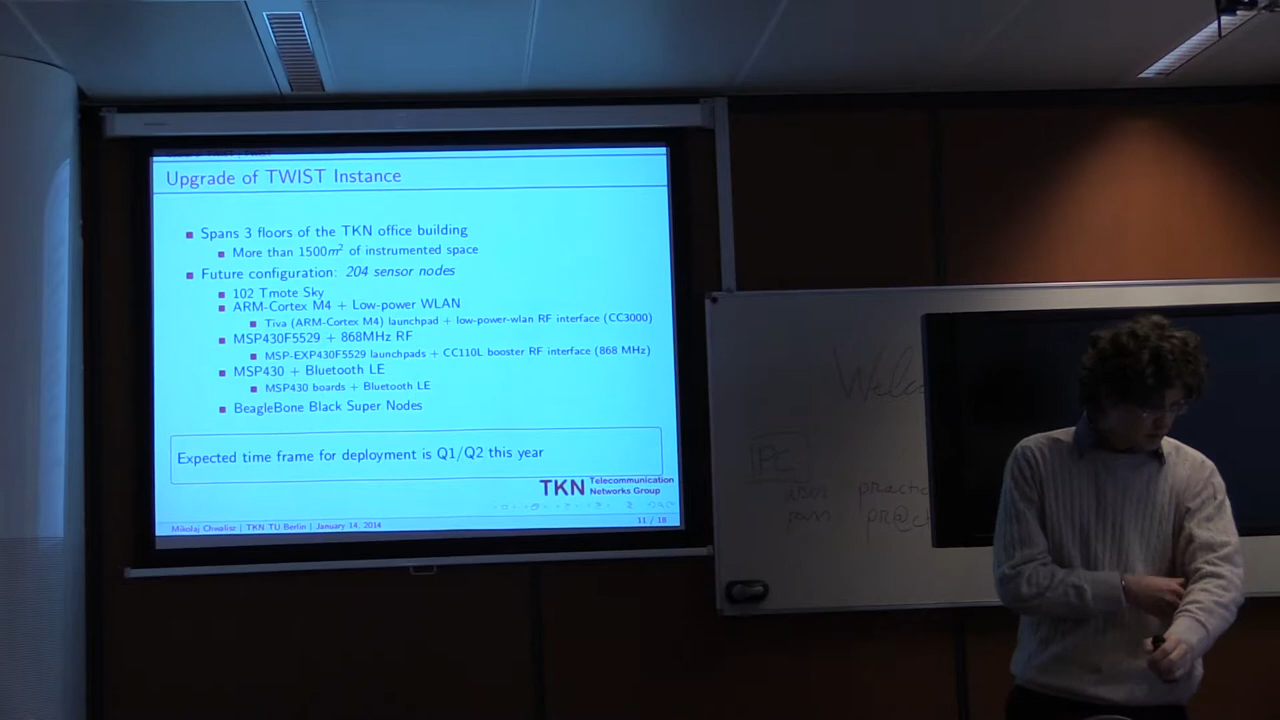 Upgrade of TWIST Instance
Spans 3 floors of the TKN office building
More than 1500m² of instrumented space
Future configuration: 204 sensor nodes
102 Tmote Sky
ARM-Cortex M4 + Low-power WLAN
Tiva (ARM-Cortex M4) launchpad + low-power-wlan RF interface (CC3000)
MSP430F5529 + 868MHz RF
MSP-EXP430F5529 launchpads + CC110L booster RF interface (868 MHz)
MSP430 + Bluetooth LE
MSP430 boards + Bluetooth LE
BeagleBone Black Super Nodes
Expected time frame for deployment is Q1/Q2 this year
TKN Telecommunication
Networks Group
Mikolaj Chwalisz | TKN TU Berlin | January 14, 2014
11 / 18
Welc
PC
practic